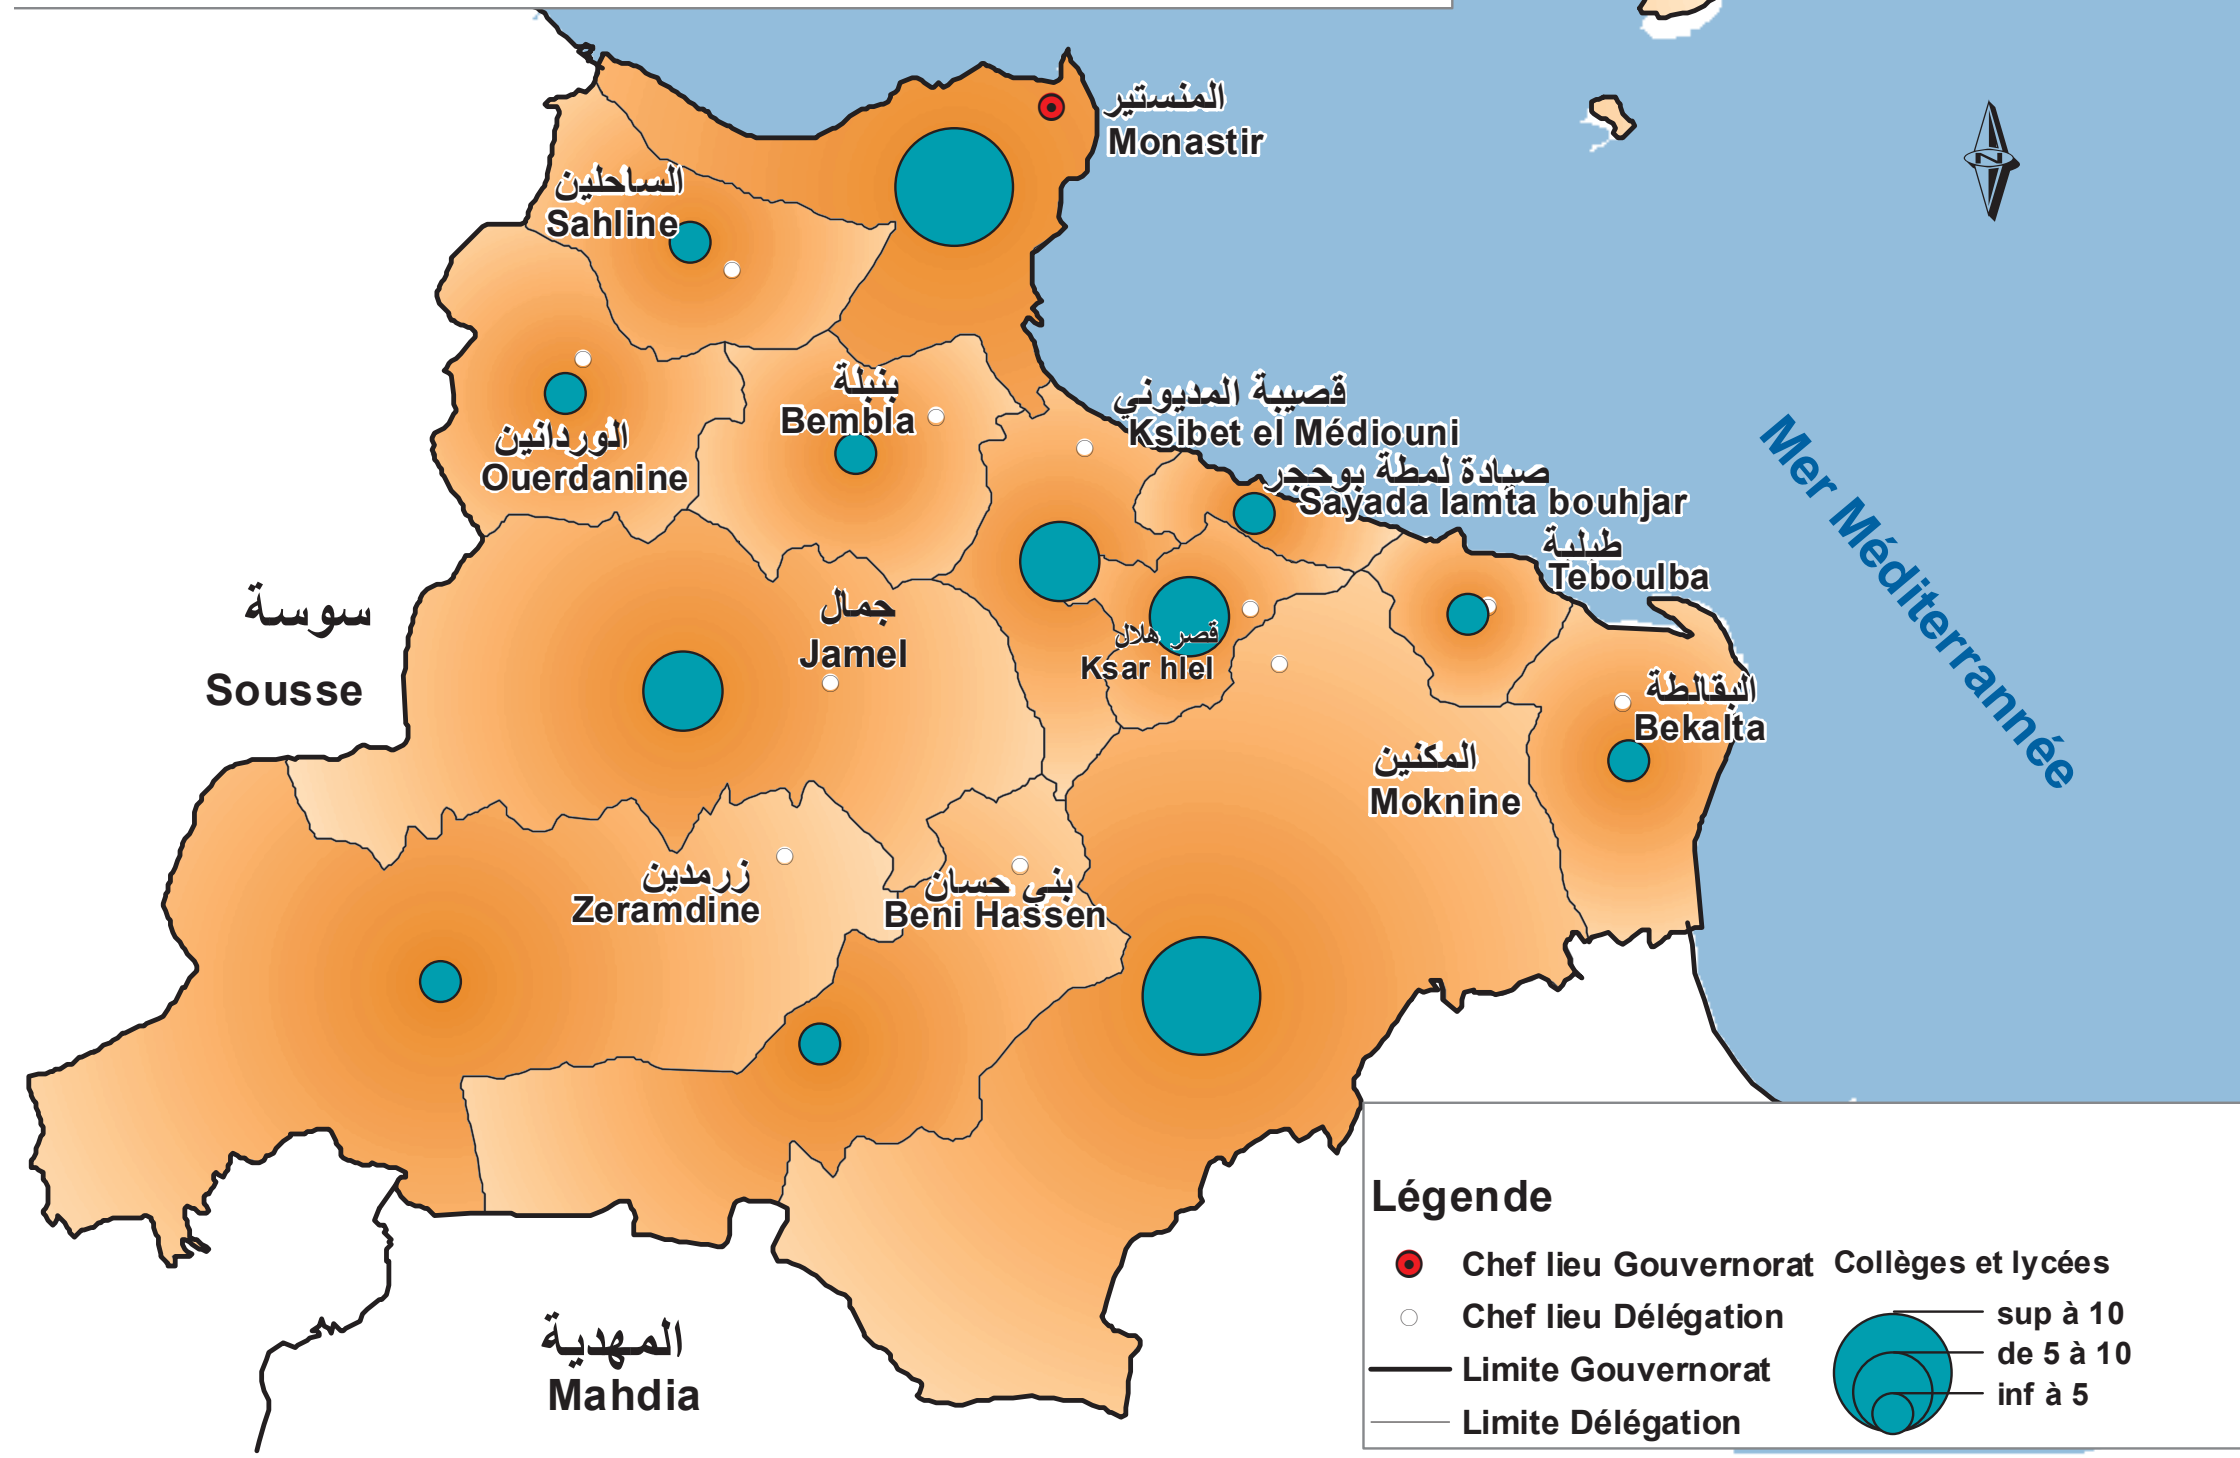 المنستير
Monastir
الساحلين
Sahline
بنبلة
Bembla
الوردانين
Ouerdanine
قصيبة المديوني
Ksibet el Médiouni
صيادة لمطة بوحجر
Sayada lamta bouhjar
طبلبة
Teboulba
Mer Méditerrannée
سوسة
Sousse
جمال
Jamel
قصر هلال
Ksar hlel
البقالطة
Bekalta
المكنين
Moknine
زرمدين
Zeramdine
بني حسان
Beni Hassen
المهدية
Mahdia
N
Légende
Chef lieu Gouvernorat
Chef lieu Délégation
Limite Gouvernorat
Limite Délégation
Collèges et lycées
sup à 10
de 5 à 10
inf à 5